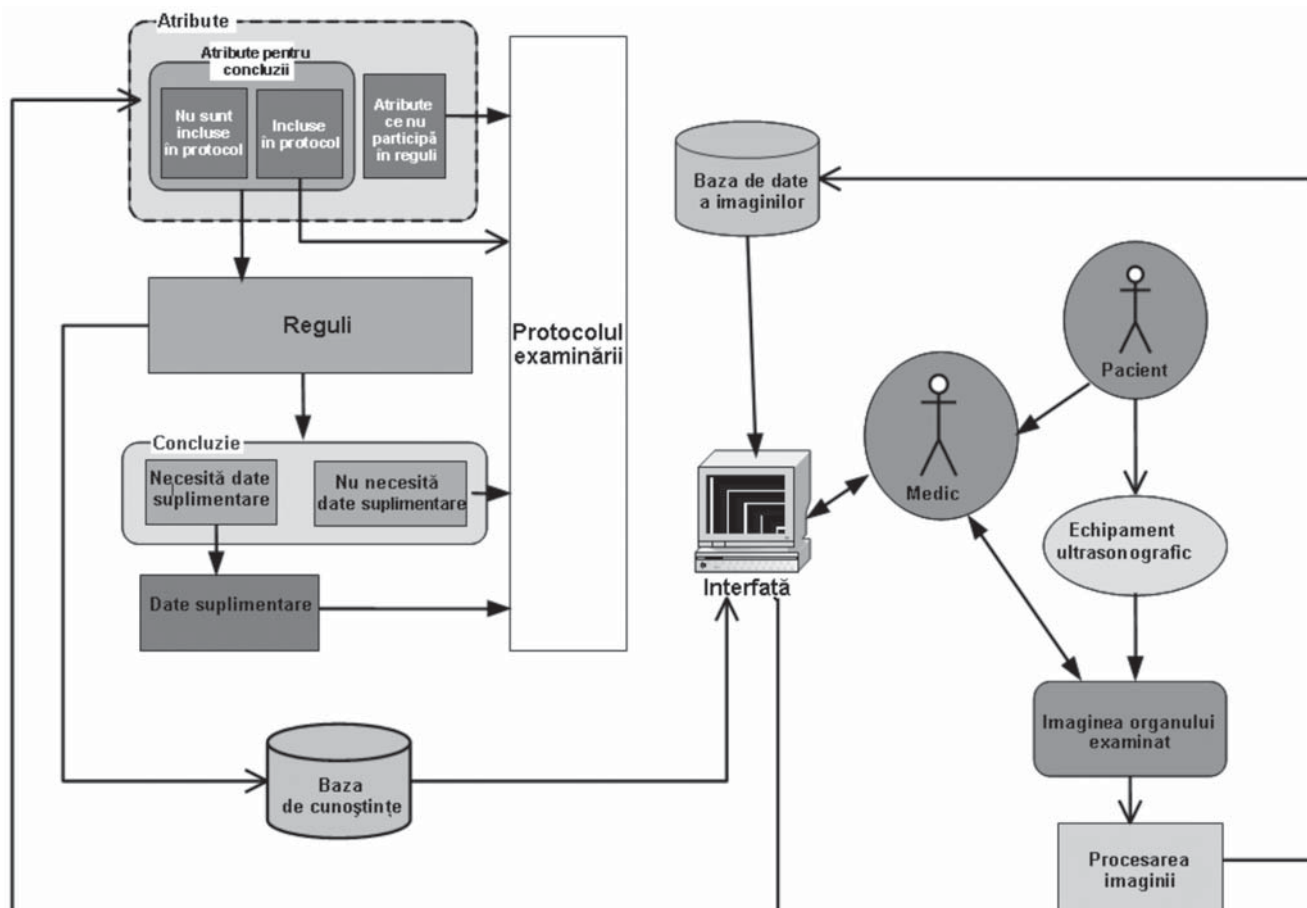 Atribute
Atribute pentru
concluzii
Nu sunt
incluse
în protocol
Incluse
în protocol
Atribute
ce nu
participă
în reguli
Reguli
Concluzie
Necesită date
suplimentare
Nu necesită
date suplimentare
Date suplimentare
Protocolul
examinării
Baza
de cunoştinţe
Baza de date
a imaginilor
Interfaţă
Medic
Pacient
Echipament
ultrasonografic
Imaginea organului
examinat
Procesarea
imaginii